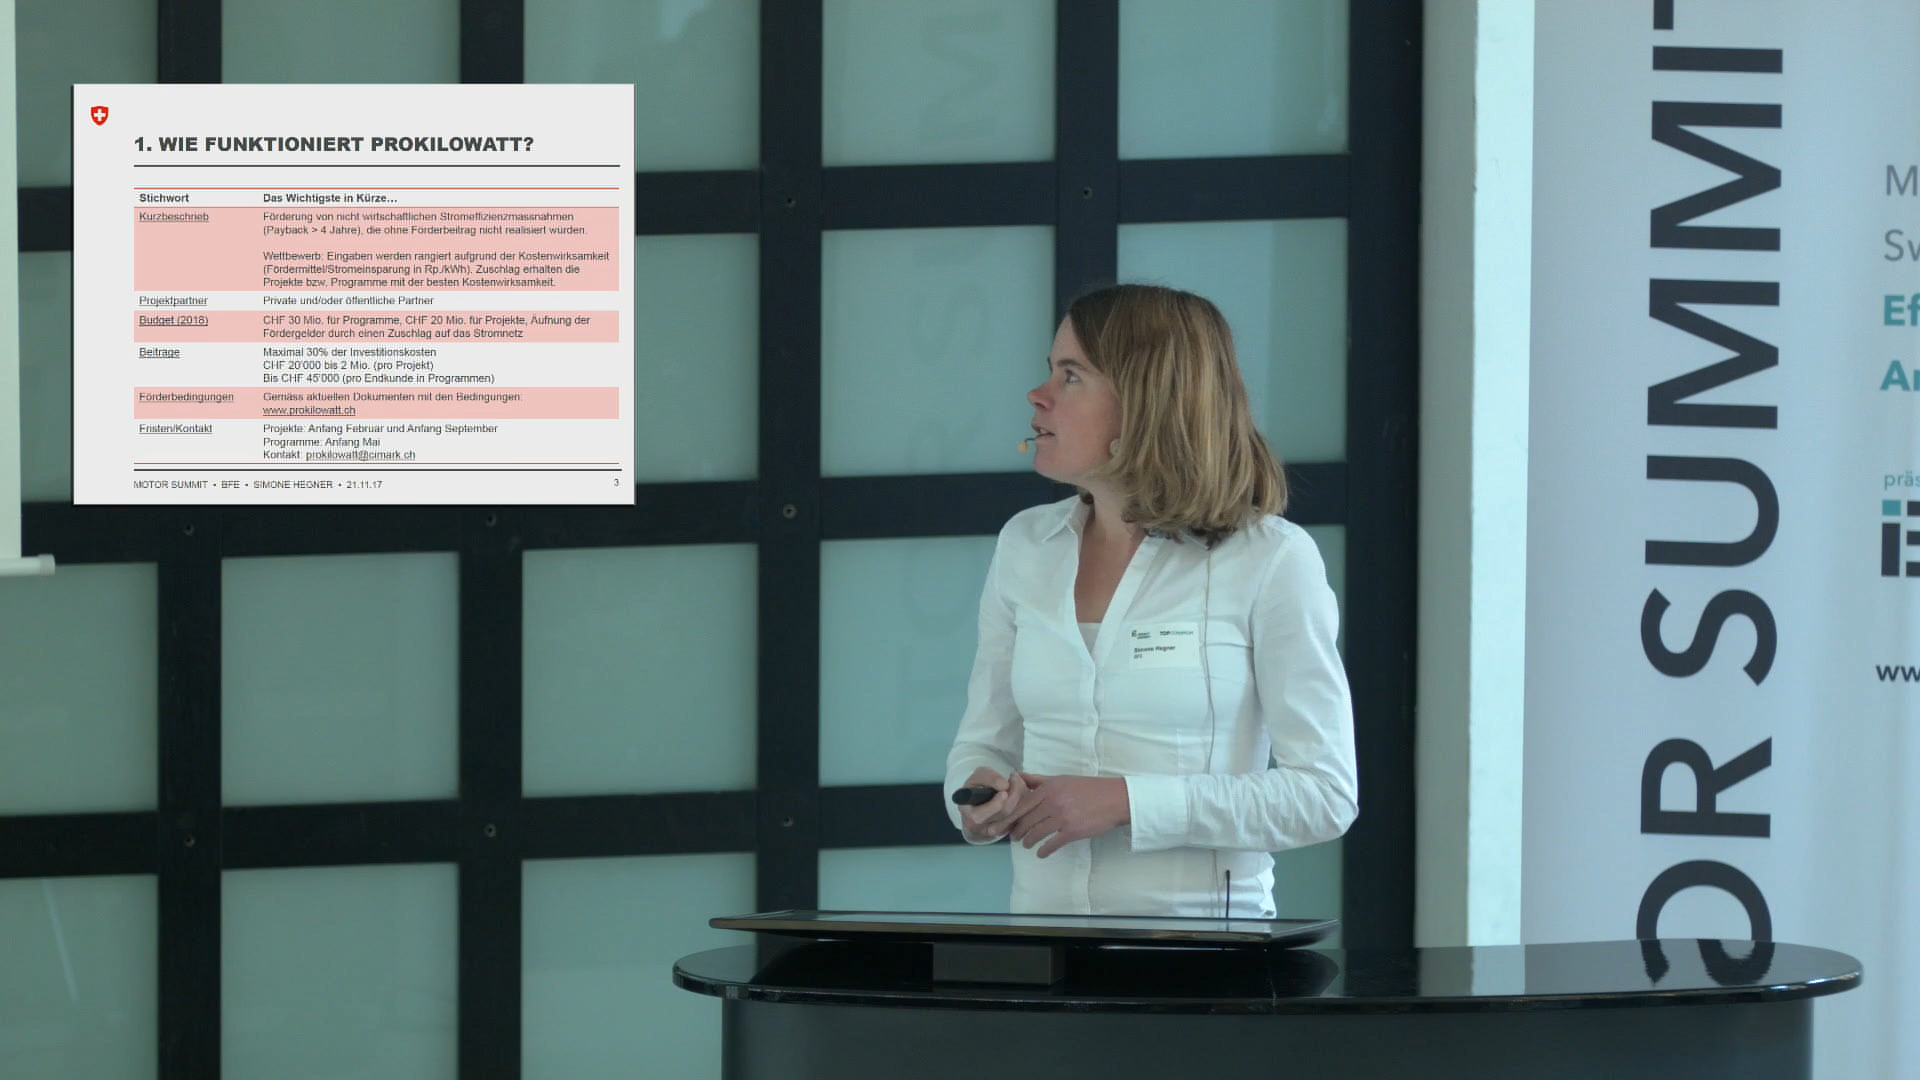 1. WIE FUNKTIONIERT PROKILOWATT?
Stichwort Das Wichtigste in Kürze...
Kurzbeschrieb Förderung von nicht wirtschaftlichen Stromeffizienzmassnahmen
(Payback > 4 Jahre), die ohne Förderbeitrag nicht realisiert würden.
Wettbewerb: Eingaben werden rangiert aufgrund der Kostenwirksamkeit
(Fördermittel/Stromeinsparung in Rp./kWh). Zuschlag erhalten die
Projekte bzw. Programme mit der besten Kostenwirksamkeit.
Projektpartner Private und/oder öffentliche Partner
Budget (2018) CHF 30 Mio. für Programme, CHF 20 Mio. für Projekte, Äufnung der
Fördergelder durch einen Zuschlag auf das Stromnetz
Beiträge Maximal 30% der Investitionskosten
CHF 20'000 bis 2 Mio. (pro Projekt)
Bis CHF 45'000 (pro Endkunde in Programmen)
Förderbedingungen Gemäss aktuellen Dokumenten mit den Bedingungen:
www.prokilowatt.ch
Fristen/Kontakt Projekte: Anfang Februar und Anfang September
Programme: Anfang Mai
Kontakt: prokilowatt@cimark.ch
MOTOR SUMMIT • BFE • SIMONE HEGNER • 21.11.17 3
Simone Hegner
BFE
OR SUMMIT
M
Sw
Ef
präs
ww